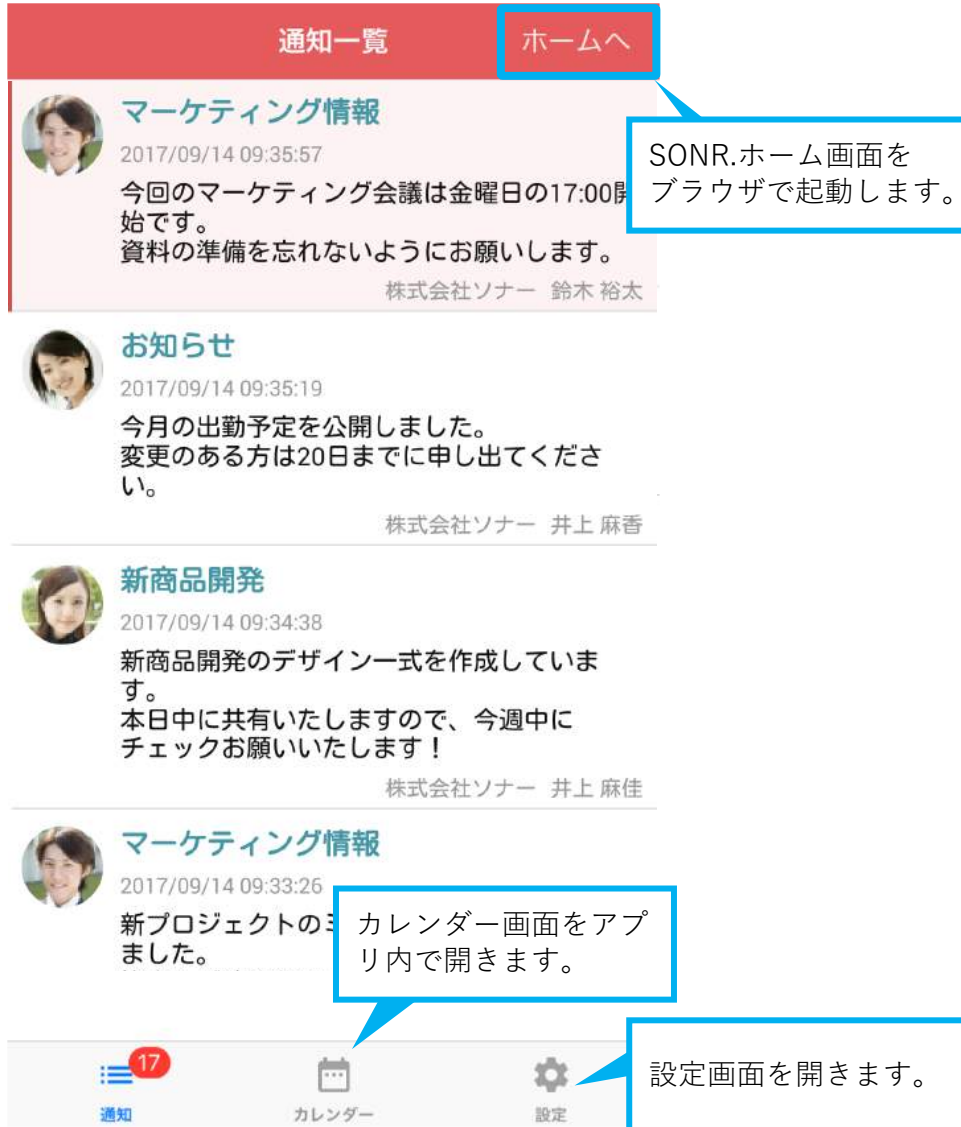 通知一覧
ホームへ
SONR.ホーム画面を
ブラウザで起動します。
マーケティング情報
2017/09/14 09:35:57
今回のマーケティング会議は金曜日の17:00開
始です。
資料の準備を忘れないようにお願いします。
株式会社ソナー 鈴木 裕太
お知らせ
2017/09/14 09:35:19
今月の出勤予定を公開しました。
変更のある方は20日までに申し出てくださ
い。
株式会社ソナー 井上 麻香
新商品開発
2017/09/14 09:34:38
新商品開発のデザイン一式を作成していま
す。
本日中に共有いたしますので、今週中に
チェックお願いいたします！
株式会社ソナー 井上 麻佳
マーケティング情報
2017/09/14 09:33:26
新プロジェクトの
ました。
カレンダー画面をアプ
リ内で開きます。
17
通知
カレンダー
設定
設定画面を開きます。